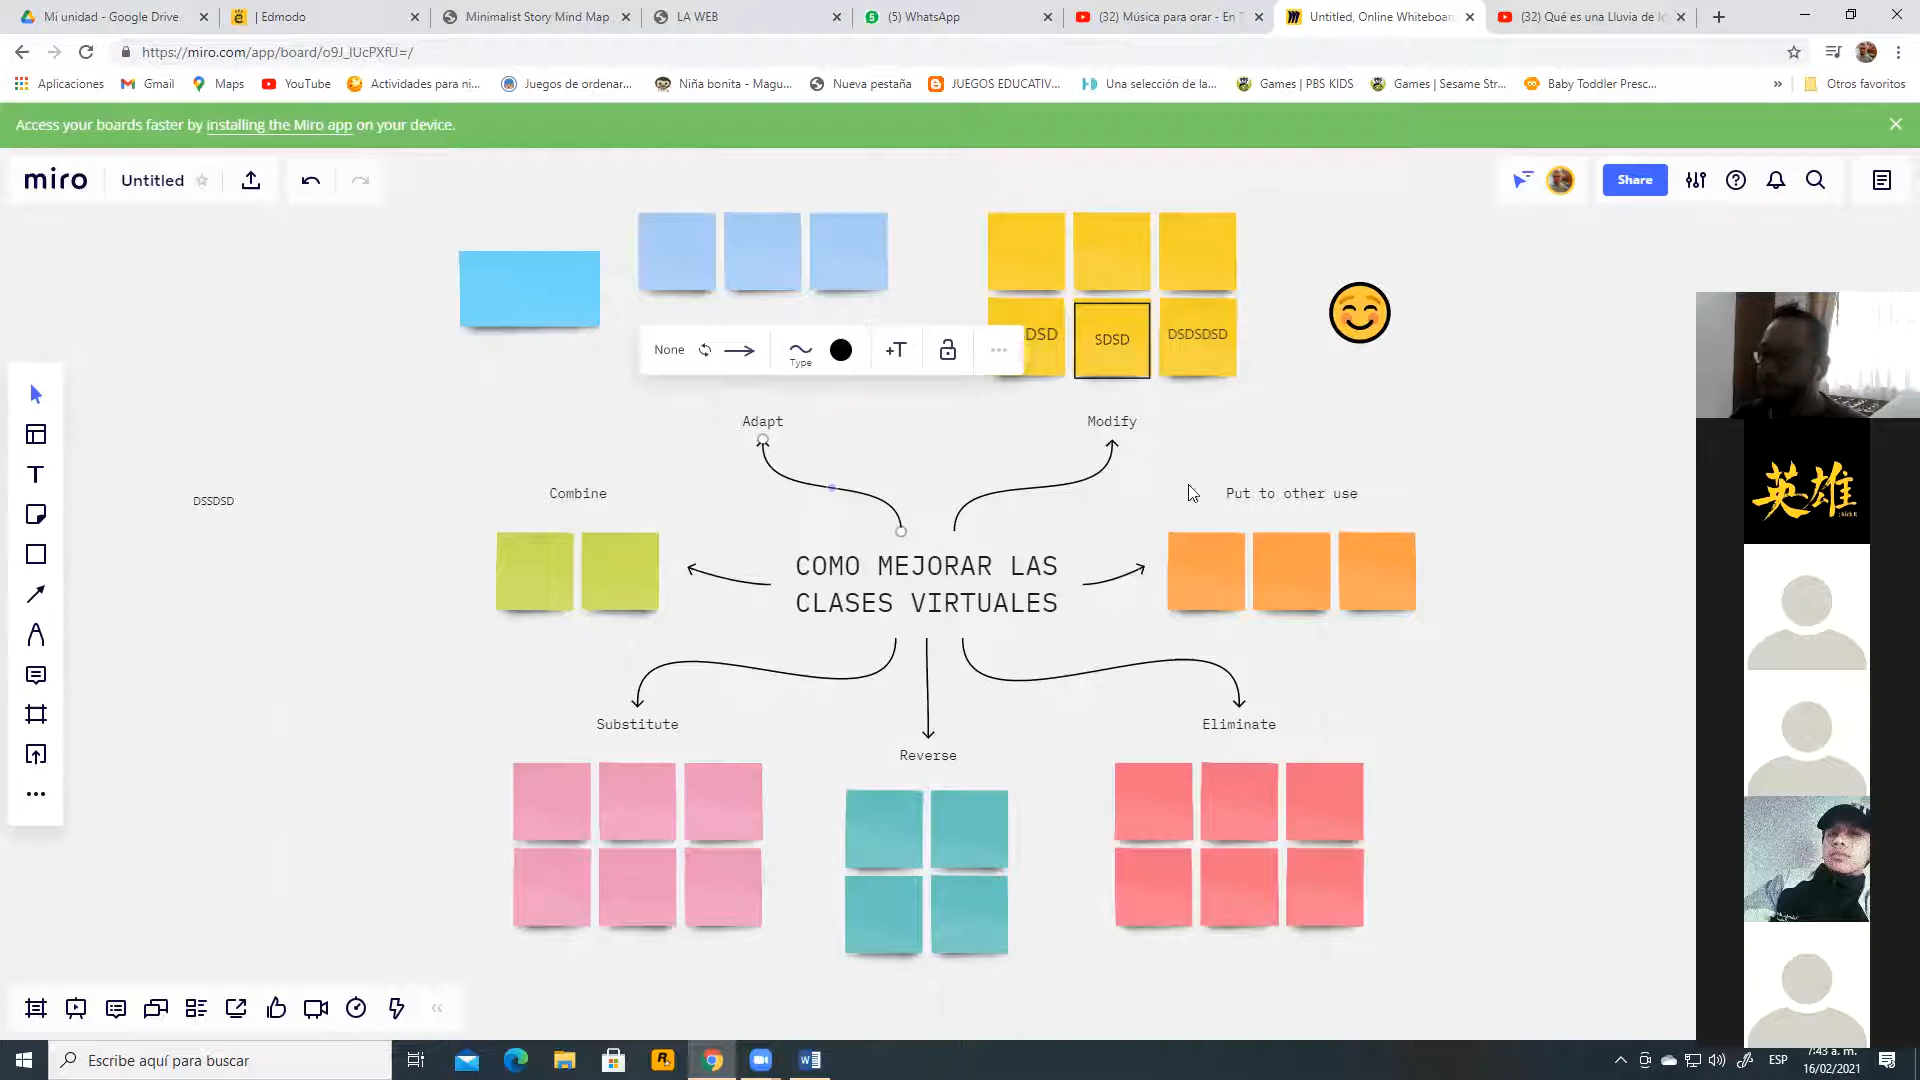 Mi unidad - Google Drive
| Edmodo
Minimalist Story Mind Map
LA WEB
(5) WhatsApp
(32) Música para orar - En T
Untitled, Online Whiteboar
(32) Qué es una Lluvia de
https://miro.com/app/board/o9J_lUcPXfU=/
Aplicaciones
Gmail
Maps
YouTube
Actividades para ni...
Juegos de ordenar...
Niña bonita - Magu...
Nueva pestaña
JUEGOS EDUCATIV...
Una selección de la...
Games | PBS KIDS
Games | Sesame Str...
Baby Toddler Presc...
»
Otros favoritos
Access your boards faster by installing the Miro app on your device.
miro
Untitled
Share
DSD
SDSD
DSDSDSD
None
Type
+T
Adapt
Modify
Combine
Put to other use
DSSDSD
COMO MEJORAR LAS
CLASES VIRTUALES
Substitute
Eliminate
Reverse
英雄
Escribe aquí para buscar
ESP
7:43 a. m.
16/02/2021